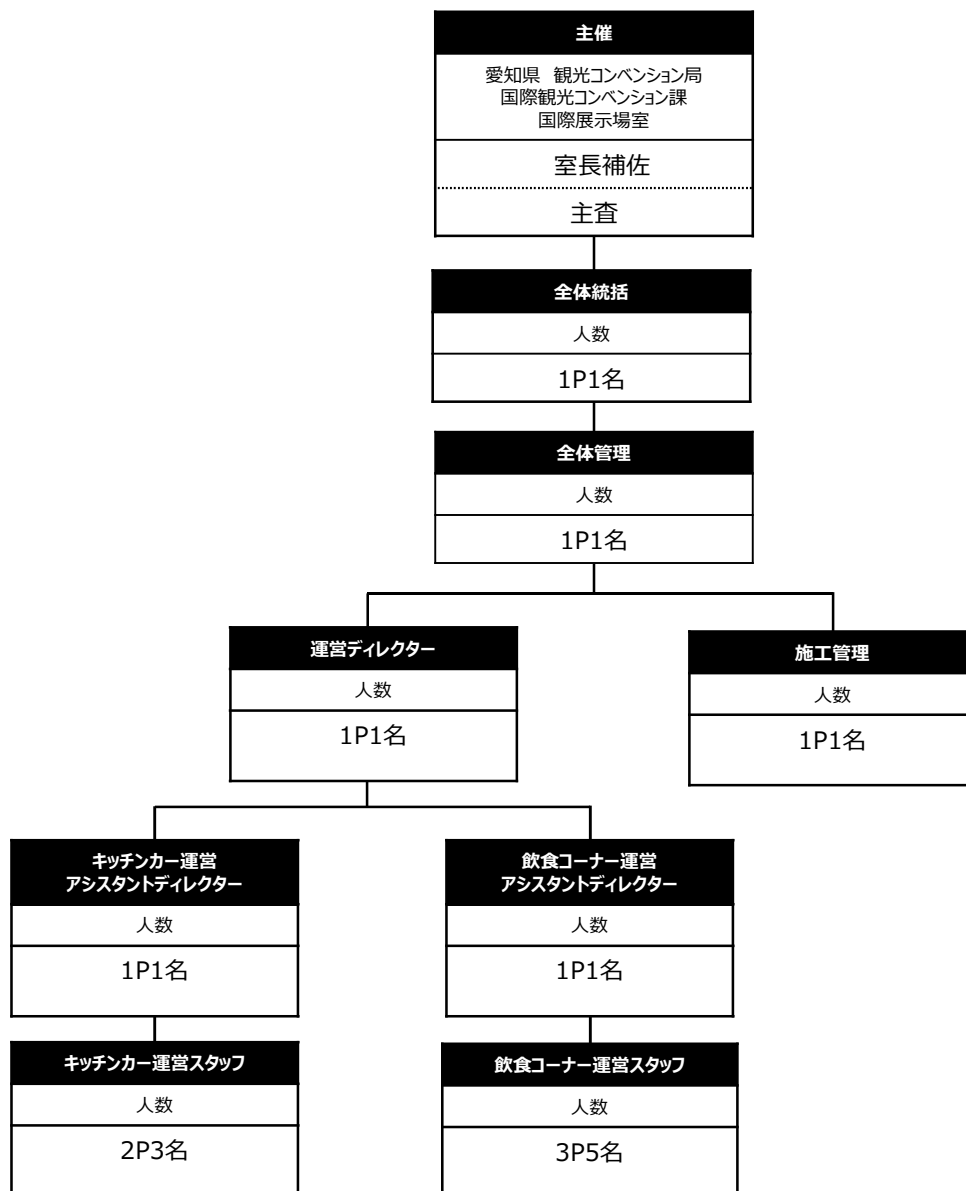 主催
愛知県 観光コンベンション局
国際観光コンベンション課
国際展示場室
室長補佐
主査
全体統括
人数
1P1名
全体管理
人数
1P1名
運営ディレクター
人数
1P1名
施工管理
人数
1P1名
キッチンカー運営
アシスタントディレクター
人数
1P1名
飲食コーナー運営
アシスタントディレクター
人数
1P1名
キッチンカー運営スタッフ
人数
2P3名
飲食コーナー運営スタッフ
人数
3P5名